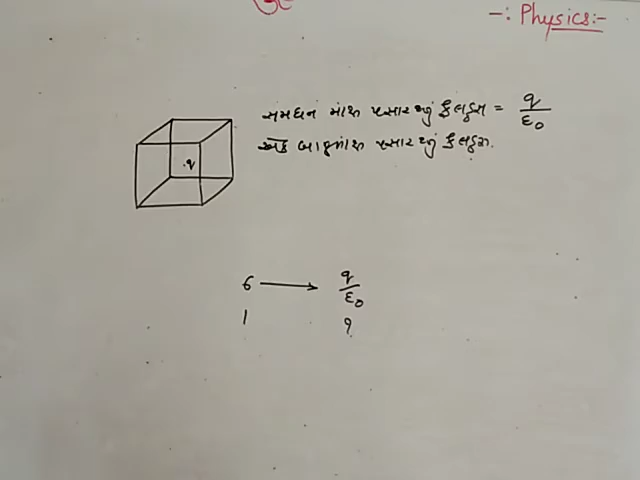 -: Physics:-
સમઘન માંથી પસાર થતું ફ્લક્સ = q/ε0
એક બાજુમાંથી પસાર થતું ફ્લક્સ.
.q
6 ⟶ q/ε0
1 ?